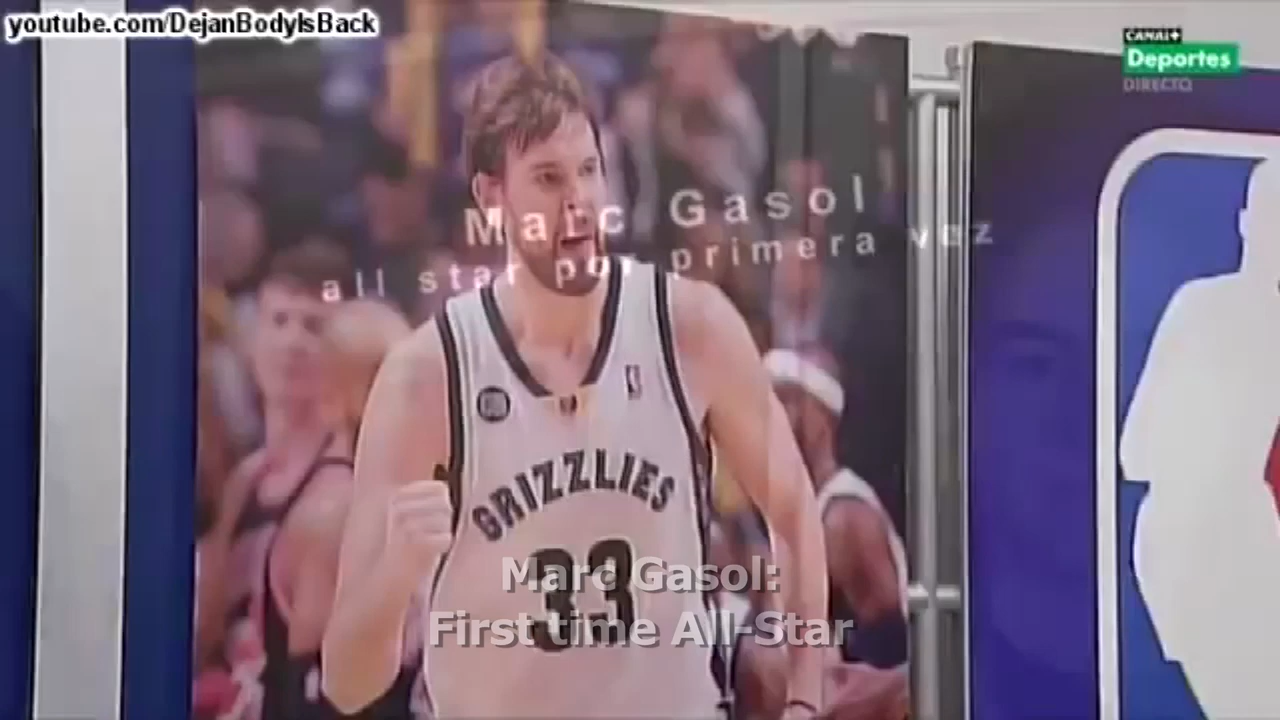 youtube.com/DejanBodyIsBack
CANAL+
Deportes
DIRECTO
Marc Gasol
all star por primera vez
GRIZZLIES
33
Marc Gasol:
First time All-Star